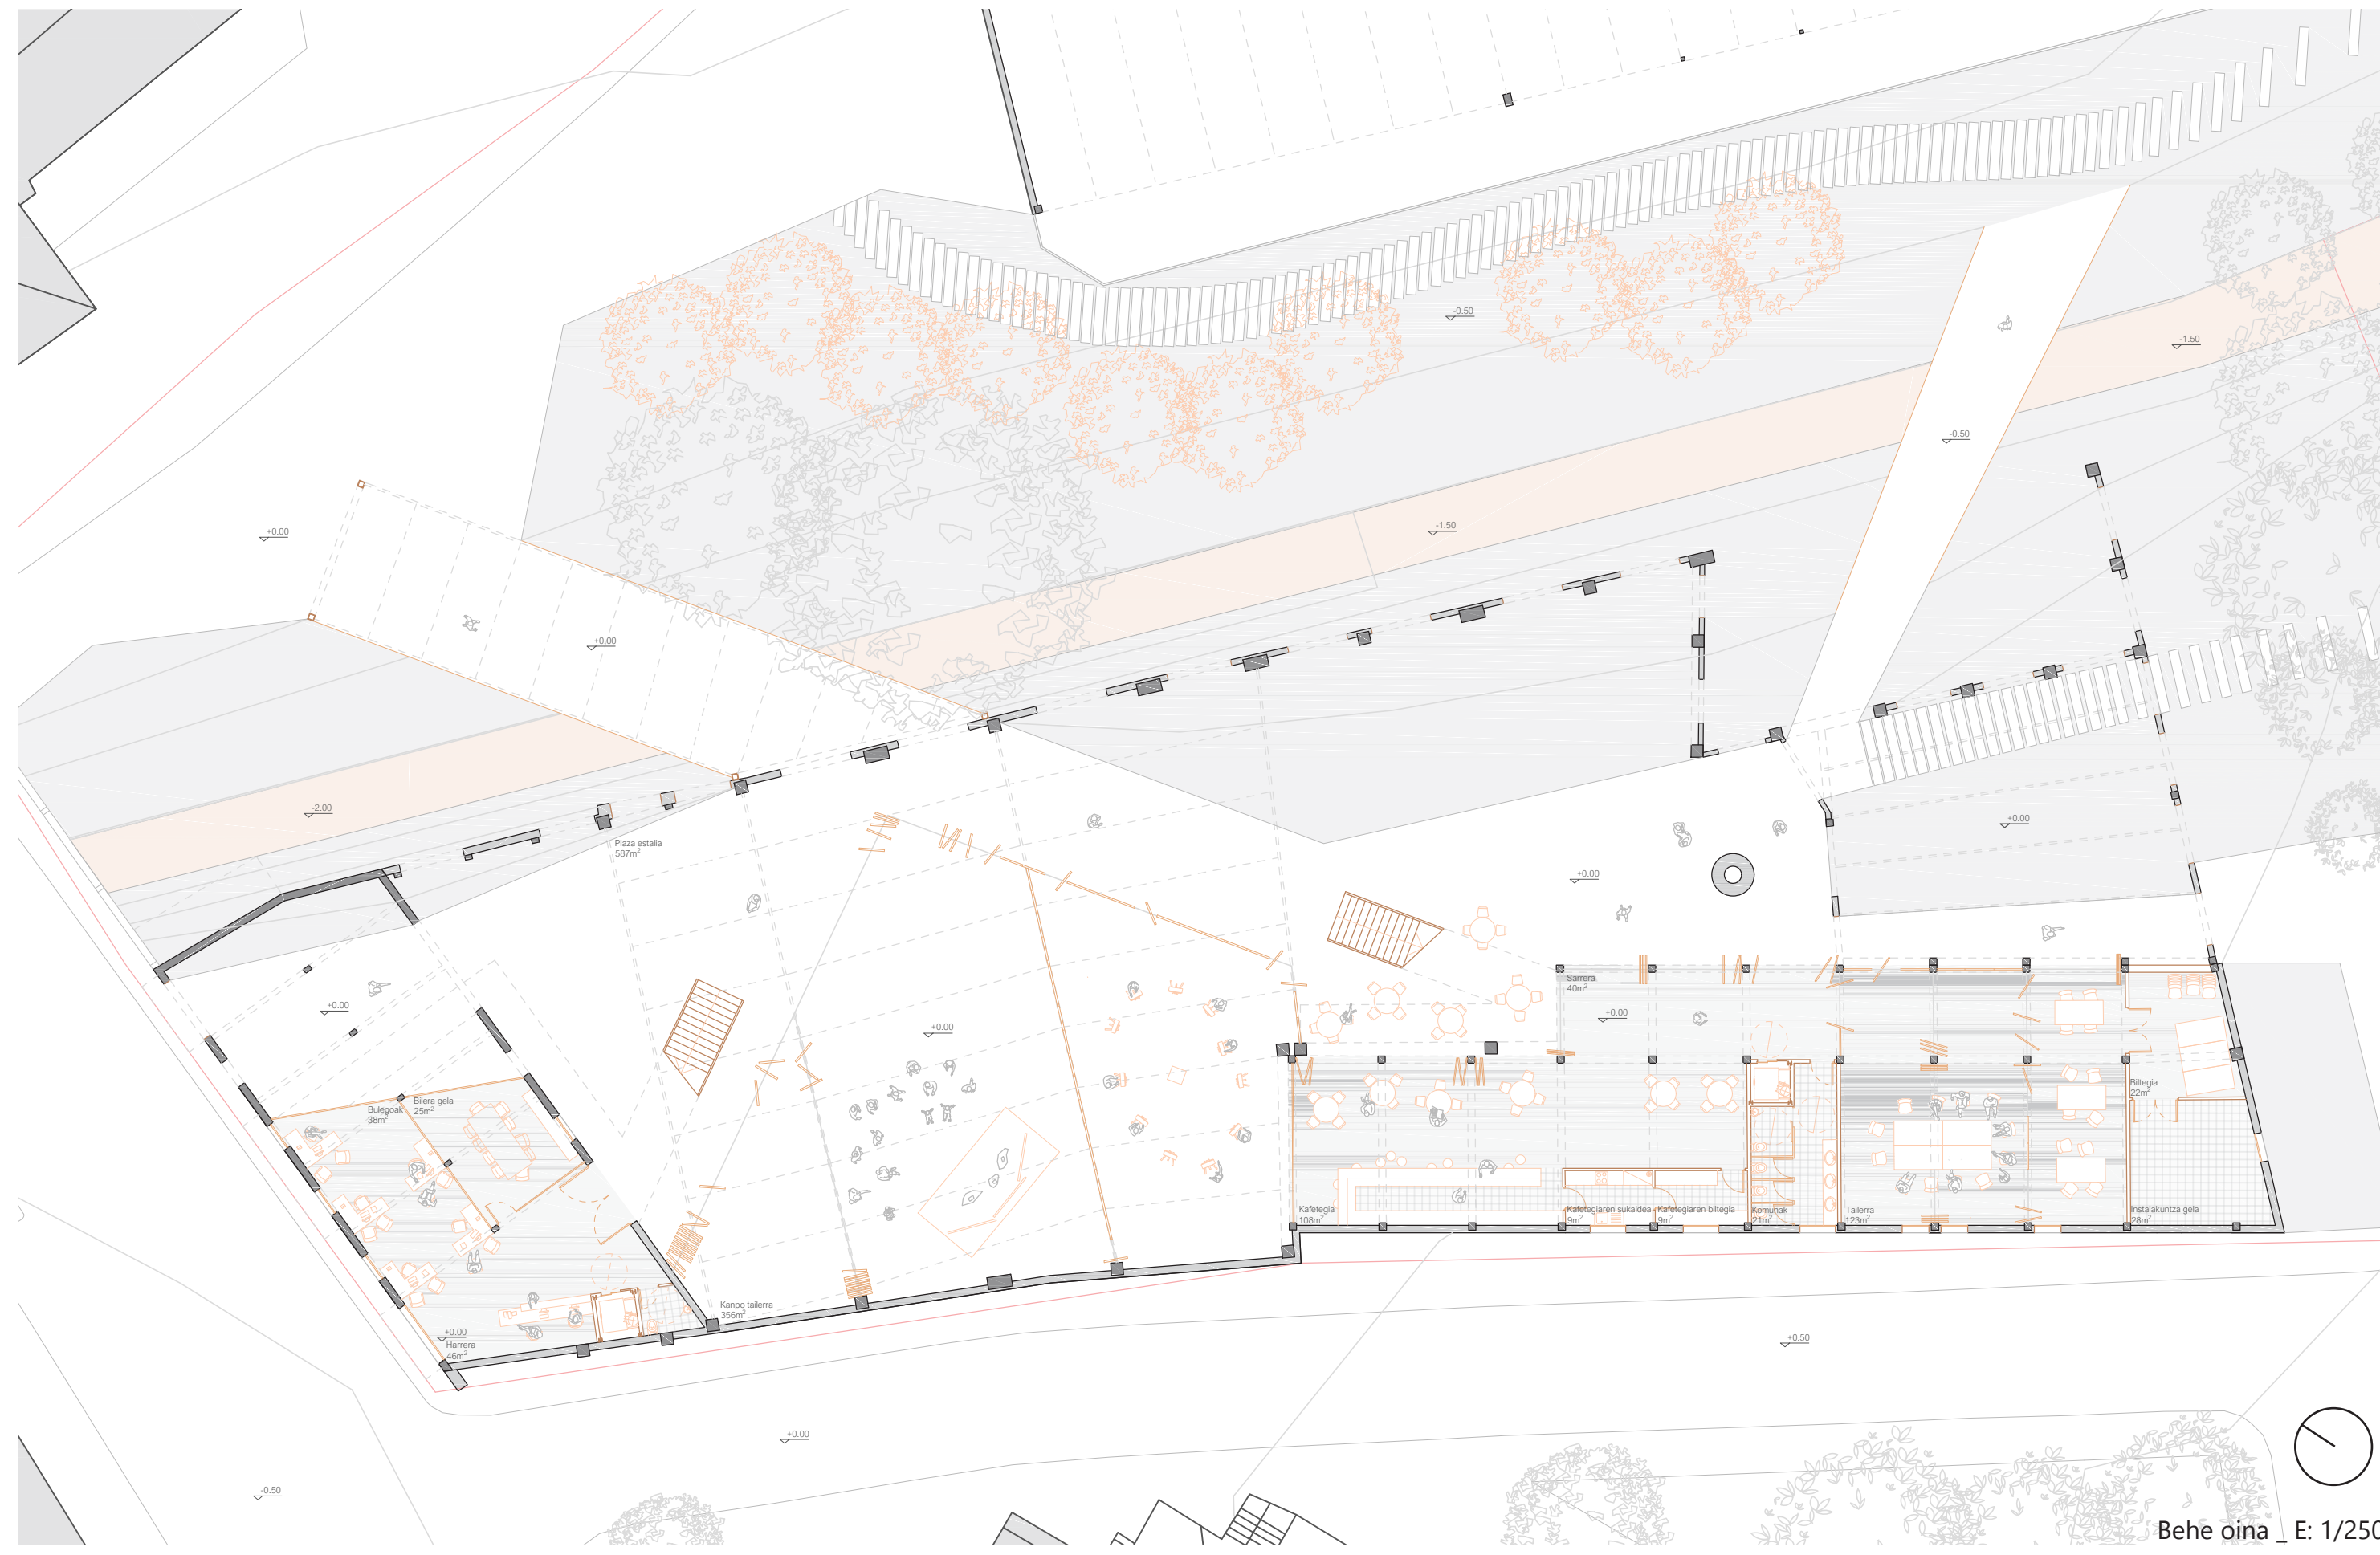 -0.50
-1.50
-0.50
-1.50
+0.00
+0.00
-2.00
Plaza estalia
587m²
+0.00
+0.00
Sarrera
40m²
+0.00
+0.00
+0.00
Bilera gela
25m²
Bulegoak
38m²
Biltegia
22m²
Kafetegia
108m²
Kafetegiaren sukaldea
9m²
Kafetegiaren biltegia
9m²
Komunak
21m²
Tailerra
123m²
Instalakuntza gela
28m²
Kanpo tailerra
356m²
+0.00
Harrera
46m²
+0.50
+0.00
-0.50
Behe oina _ E: 1/250